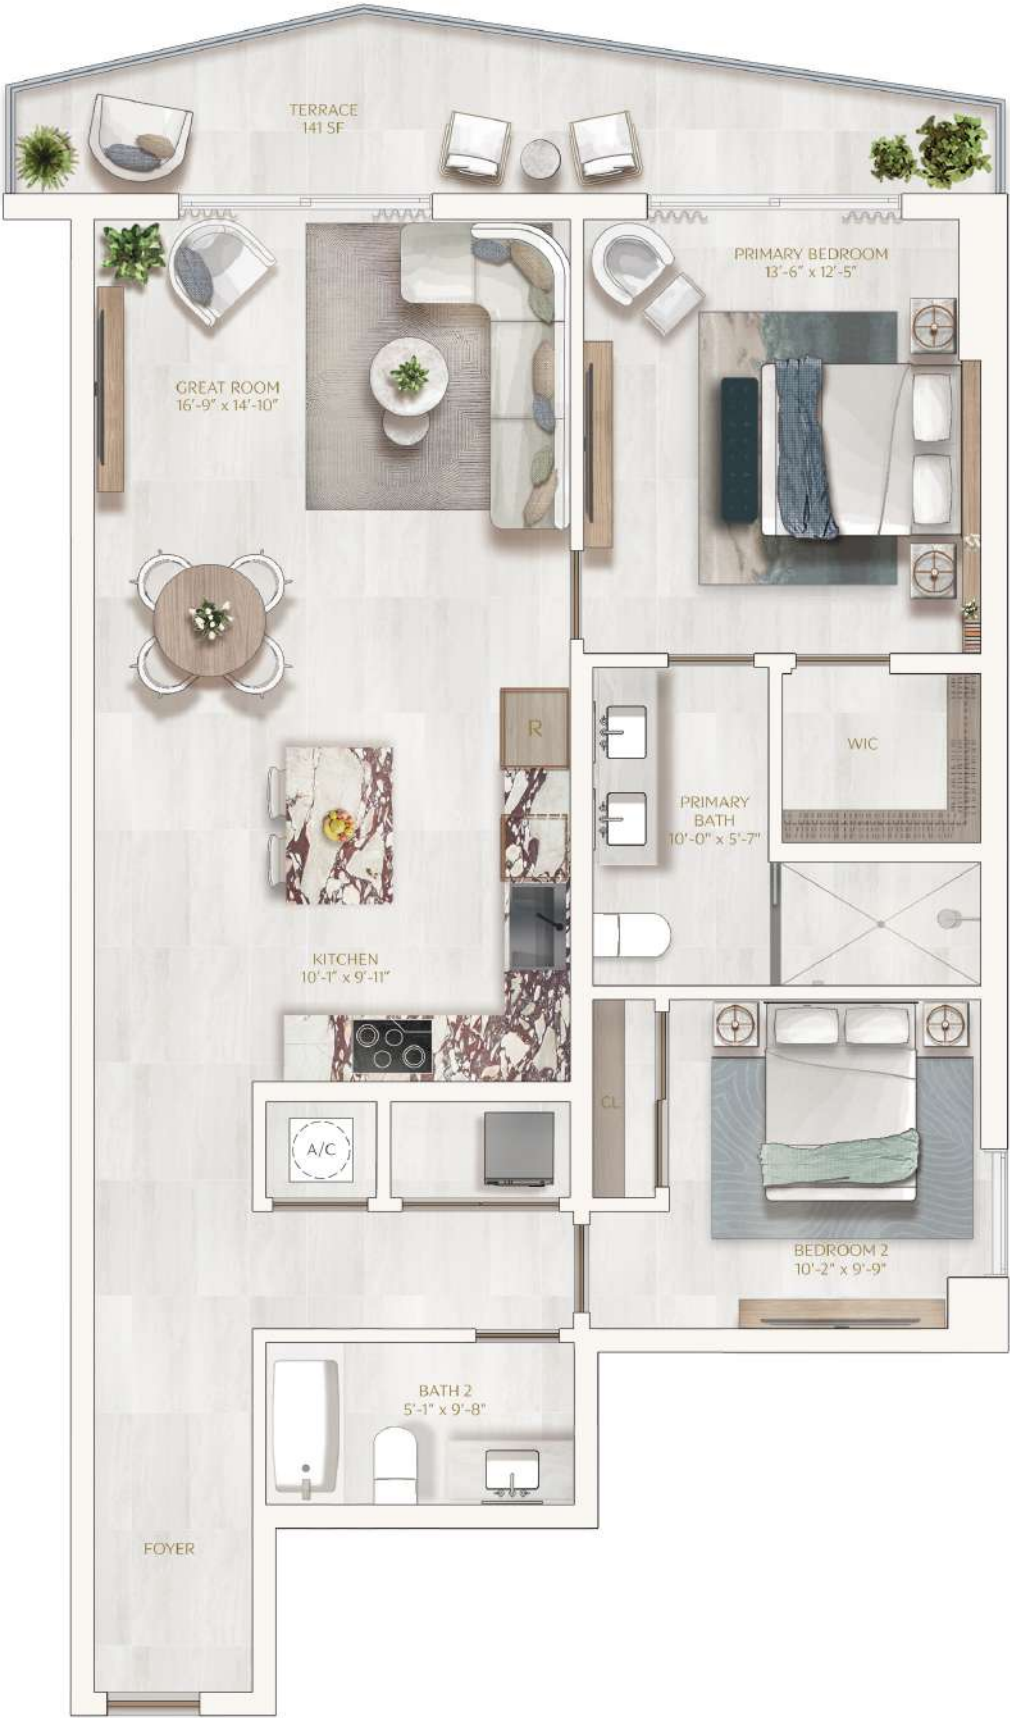 TERRACE
141 SF
PRIMARY BEDROOM
13'-6" x 12'-5"
GREAT ROOM
16'-9" x 14'-10"
R
WIC
PRIMARY
BATH
10'-0" x 5'-7"
KITCHEN
10'-1" x 9'-11"
CL
A/C
BEDROOM 2
10'-2" x 9'-9"
BATH 2
5'-1" x 9'-8"
FOYER